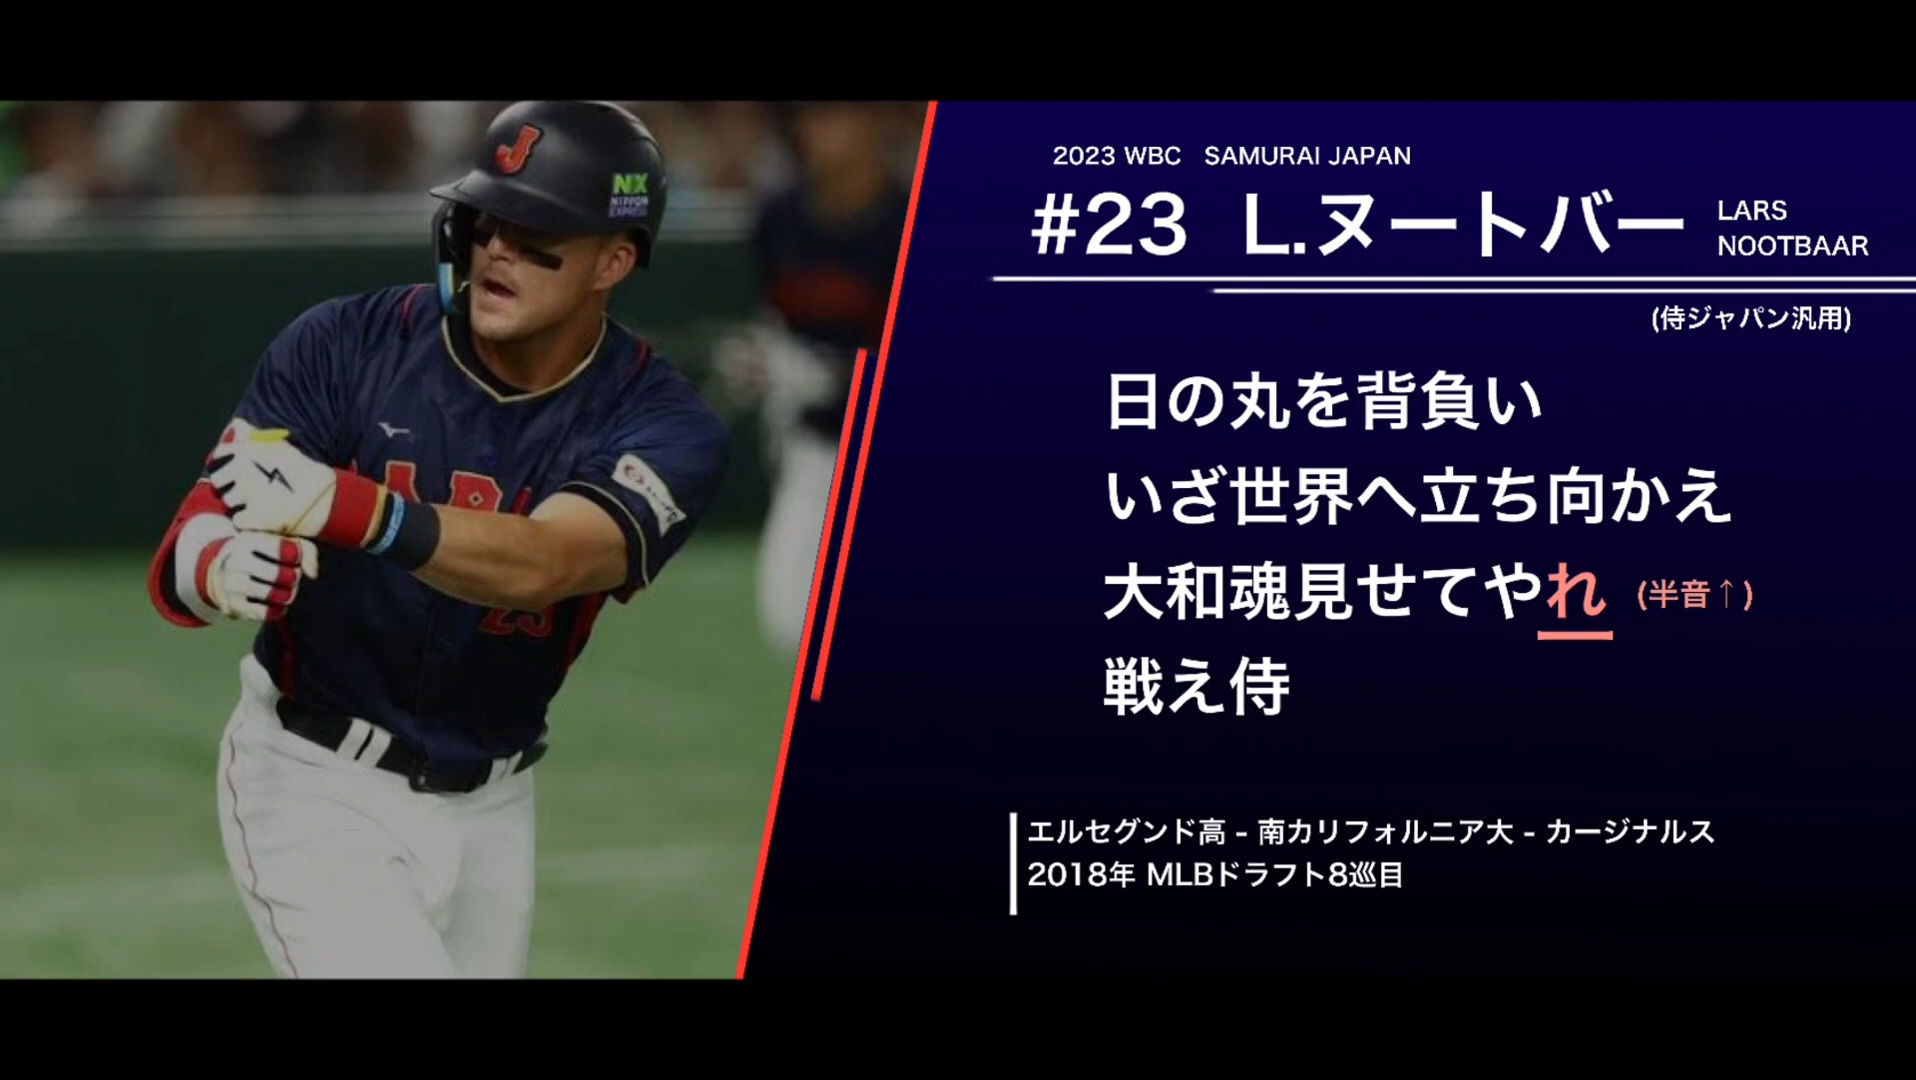 J
NX
NIPPON
EXPRESS
23
2023 WBC SAMURAI JAPAN
#23 L.ヌートバー
LARS
NOOTBAAR
(侍ジャパン汎用)
日の丸を背負い
いざ世界へ立ち向かえ
大和魂見せてやれ (半音↑)
戦え侍
エルセグンド高 - 南カリフォルニア大 - カージナルス
2018年 MLBドラフト8巡目